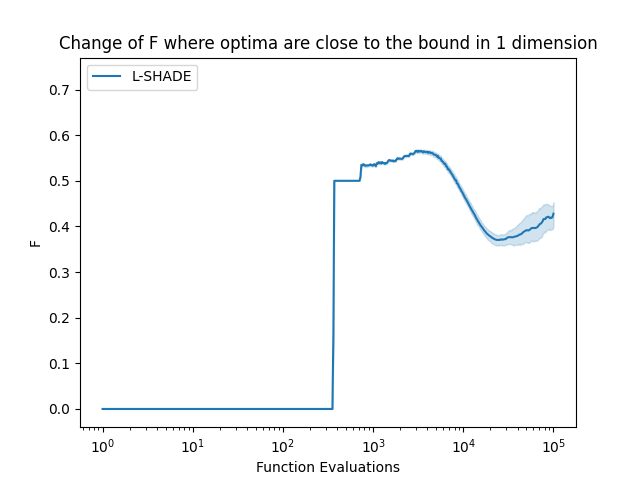 Change of F where optima are close to the bound in 1 dimension
L-SHADE
0.7
0.6
0.5
0.4
0.3
0.2
0.1
0.0
F
10^0 10^1 10^2 10^3 10^4 10^5
Function Evaluations